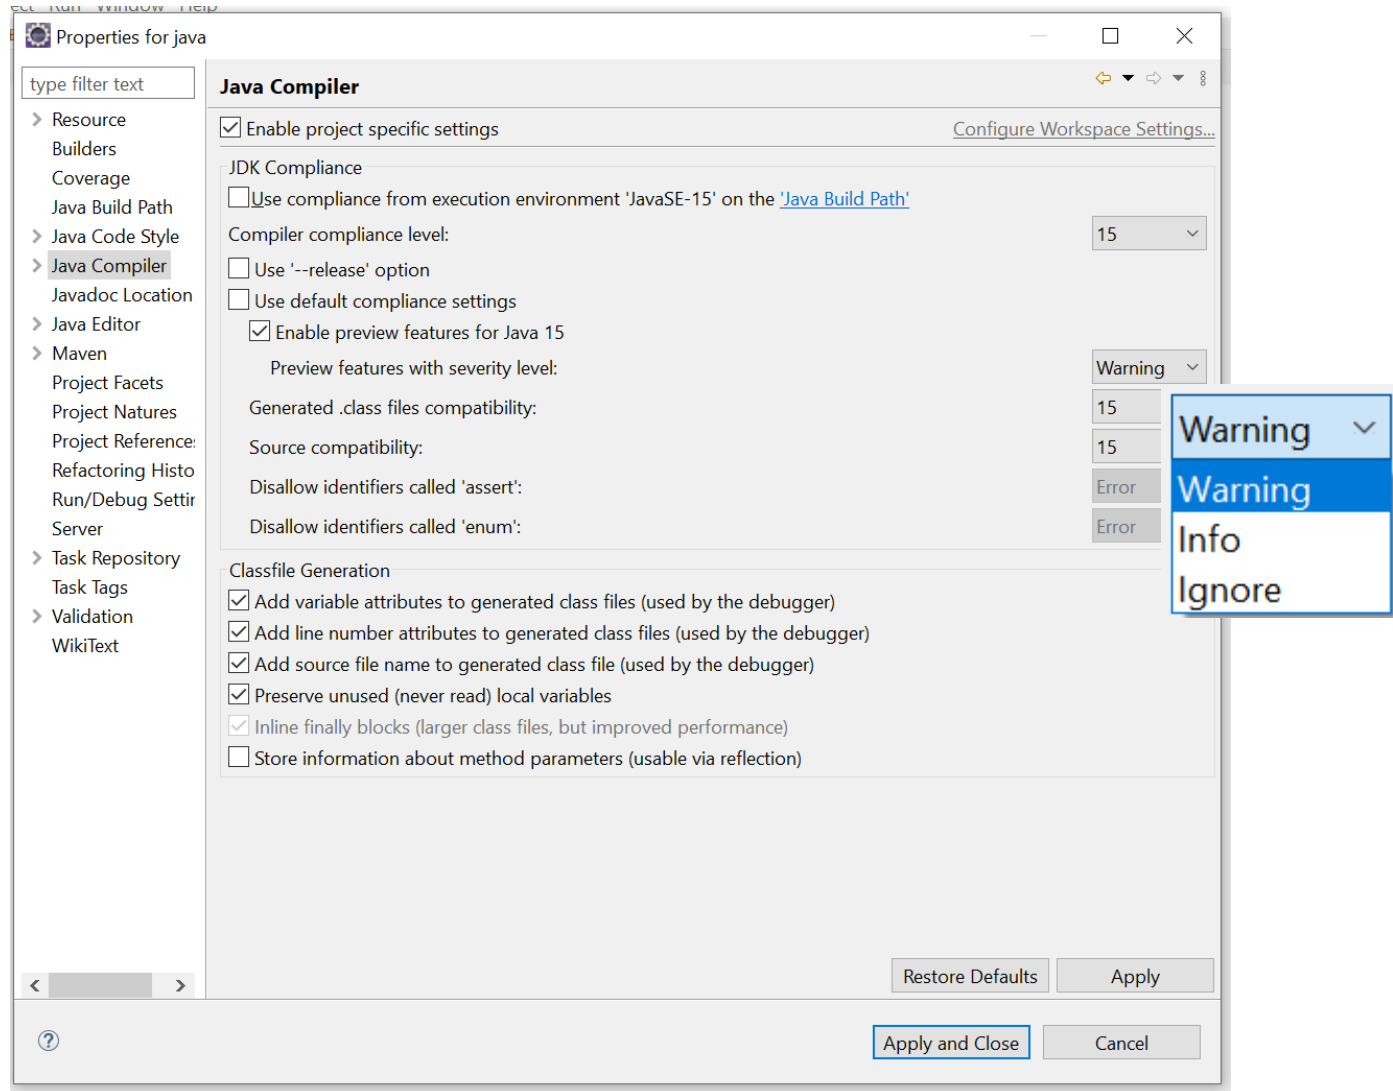 ect Run Window Help
Properties for java
type filter text
Resource
Builders
Coverage
Java Build Path
Java Code Style
Java Compiler
Javadoc Location
Java Editor
Maven
Project Facets
Project Natures
Project Reference
Refactoring Histo
Run/Debug Settin
Server
Task Repository
Task Tags
Validation
WikiText
Java Compiler
Enable project specific settings
Configure Workspace Settings...
JDK Compliance
Use compliance from execution environment 'JavaSE-15' on the 'Java Build Path'
Compiler compliance level:
15
Use '--release' option
Use default compliance settings
Enable preview features for Java 15
Preview features with severity level:
Warning
Generated .class files compatibility:
15
Source compatibility:
15
Disallow identifiers called 'assert':
Error
Disallow identifiers called 'enum':
Error
Warning
Warning
Info
Ignore
Classfile Generation
Add variable attributes to generated class files (used by the debugger)
Add line number attributes to generated class files (used by the debugger)
Add source file name to generated class file (used by the debugger)
Preserve unused (never read) local variables
Inline finally blocks (larger class files, but improved performance)
Store information about method parameters (usable via reflection)
Restore Defaults
Apply
Apply and Close
Cancel